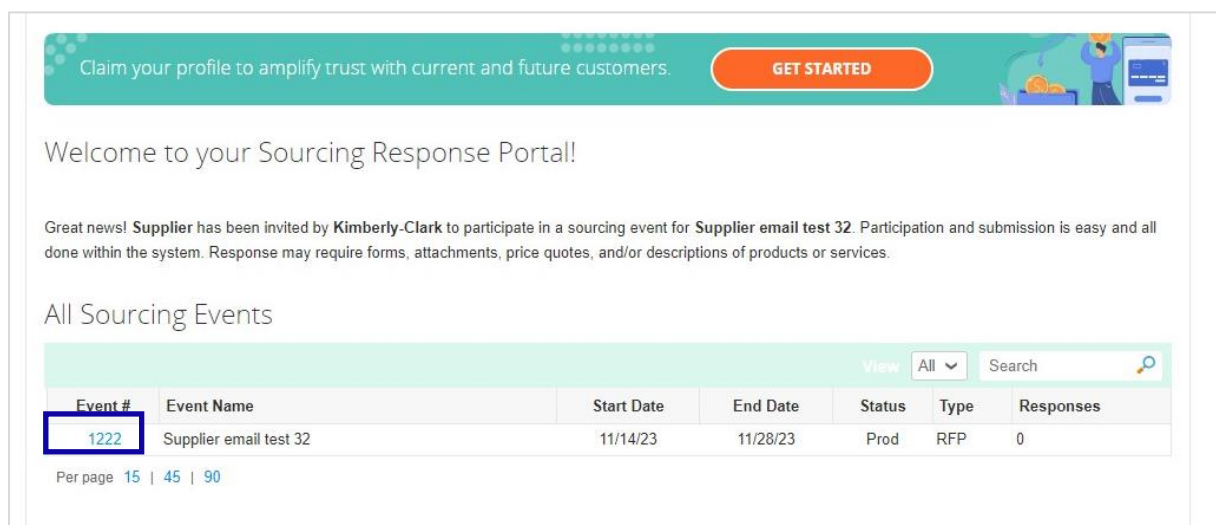 Claim your profile to amplify trust with current and future customers. GET STARTED
Welcome to your Sourcing Response Portal!
Great news! Supplier has been invited by Kimberly-Clark to participate in a sourcing event for Supplier email test 32. Participation and submission is easy and all
done within the system. Response may require forms, attachments, price quotes, and/or descriptions of products or services.
All Sourcing Events
View All Search
Event # Event Name Start Date End Date Status Type Responses
1222 Supplier email test 32 11/14/23 11/28/23 Prod RFP 0
Per page 15 | 45 | 90